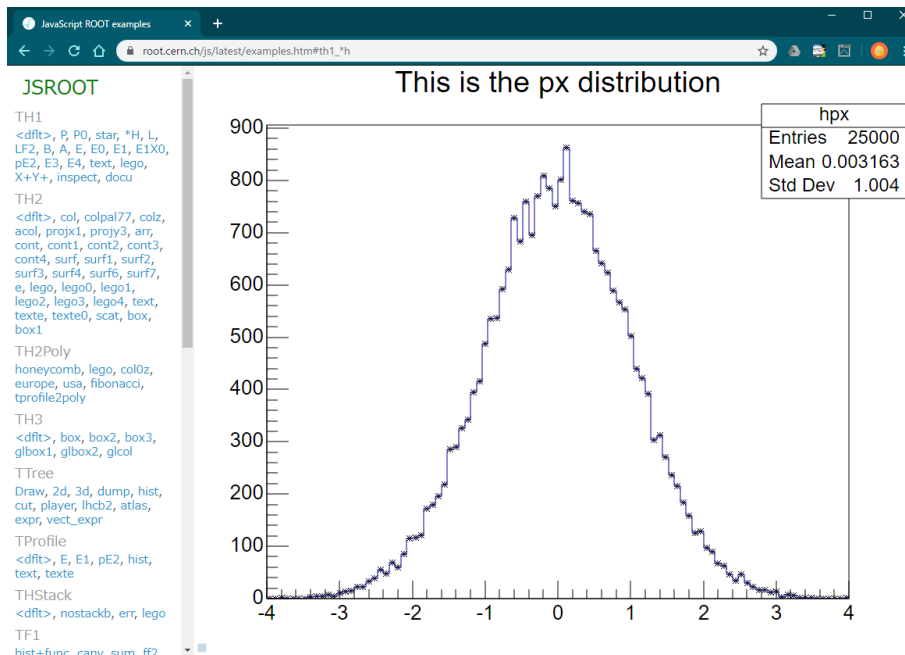 JavaScript ROOT examples
root.cern.ch/js/latest/examples.htm#th1_*h
JSROOT
TH1
<dflt>, P, P0, star, *H, L,
LF2, B, A, E, E0, E1, E1X0,
pE2, E3, E4, text, lego,
X+Y+, inspect, docu
TH2
<dflt>, col, colpal77, colz,
acol, projx1, projy3, arr,
cont, cont1, cont2, cont3,
cont4, surf, surf1, surf2,
surf3, surf4, surf6, surf7,
e, lego, lego0, lego1,
lego2, lego3, lego4, text,
texte, texte0, scat, box,
box1
TH2Poly
honeycomb, lego, col0z,
europe, usa, fibonacci,
tprofile2poly
TH3
<dflt>, box, box2, box3,
glbox1, glbox2, glcol
TTree
Draw, 2d, 3d, dump, hist,
cut, player, lhcb2, atlas,
expr, vect_expr
TProfile
<dflt>, E, E1, pE2, hist,
text, texte
THStack
<dflt>, nostackb, err, lego
TF1
hist+func, canv, sum, ff2
This is the px distribution
hpx
Entries 25000
Mean 0.003163
Std Dev 1.004
900
800
700
600
500
400
300
200
100
0
-4 -3 -2 -1 0 1 2 3 4